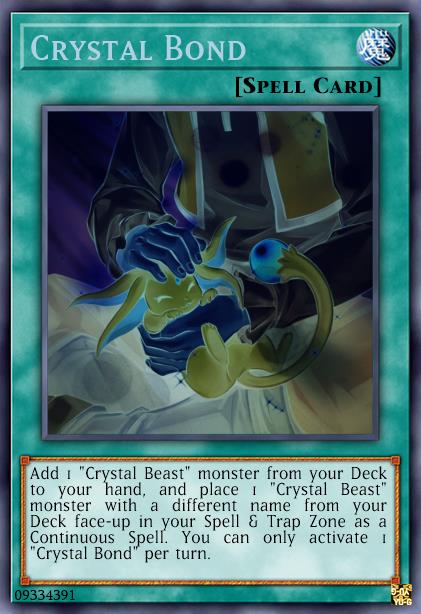 Crystal Bond
魔
[Spell Card]
Add 1 "Crystal Beast" monster from your Deck
to your hand, and place 1 "Crystal Beast"
monster with a different name from your
Deck face-up in your Spell & Trap Zone as a
Continuous Spell. You can only activate 1
"Crystal Bond" per turn.
09334391